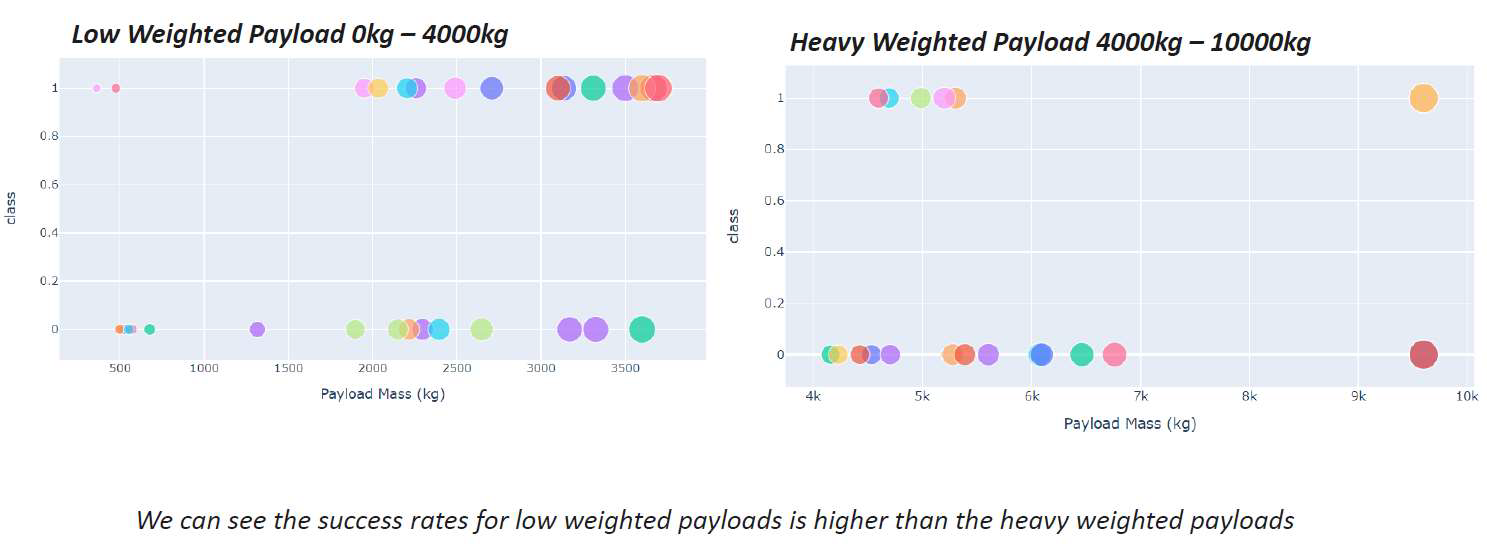 Low Weighted Payload 0kg – 4000kg
1
0.8
0.6
0.4
0.2
0
class
500 1000 1500 2000 2500 3000 3500
Payload Mass (kg)
Heavy Weighted Payload 4000kg – 10000kg
1
0.8
0.6
0.4
0.2
0
class
4k 5k 6k 7k 8k 9k 10k
Payload Mass (kg)
We can see the success rates for low weighted payloads is higher than the heavy weighted payloads